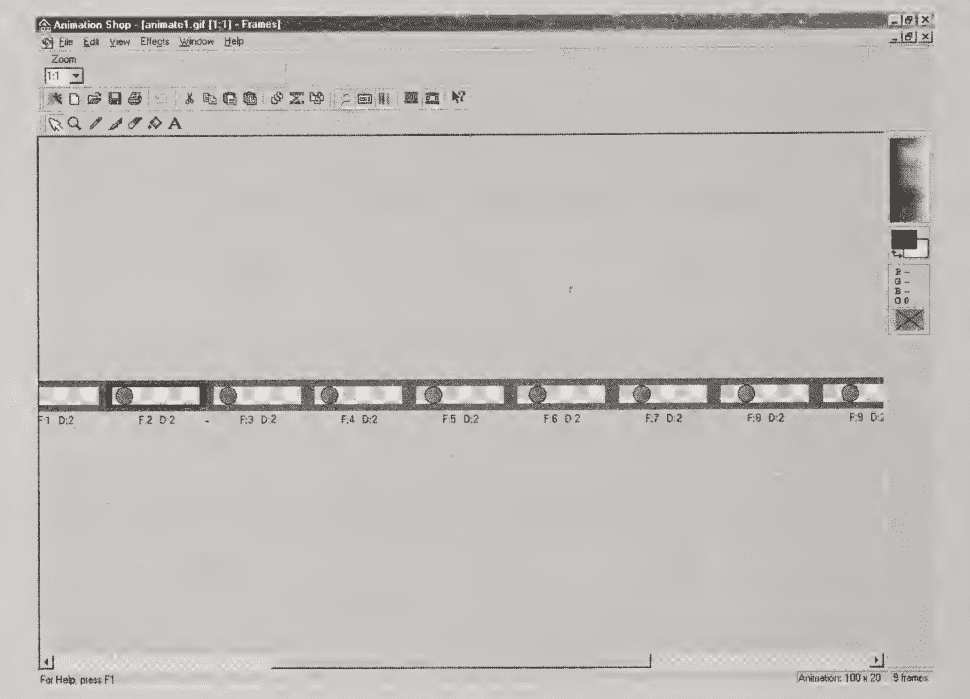 Animation Shop - [animate1.gif [1:1] - Frames]
File Edit View Effects Window Help
Zoom
1:1
A
R --
G --
B --
O 0
F:1 D:2 F:2 D:2 F:3 D:2 F:4 D:2 F:5 D:2 F:6 D:2 F:7 D:2 F:8 D:2 F:9 D:2
For Help, press F1 Animation: 100 x 20 9 frames